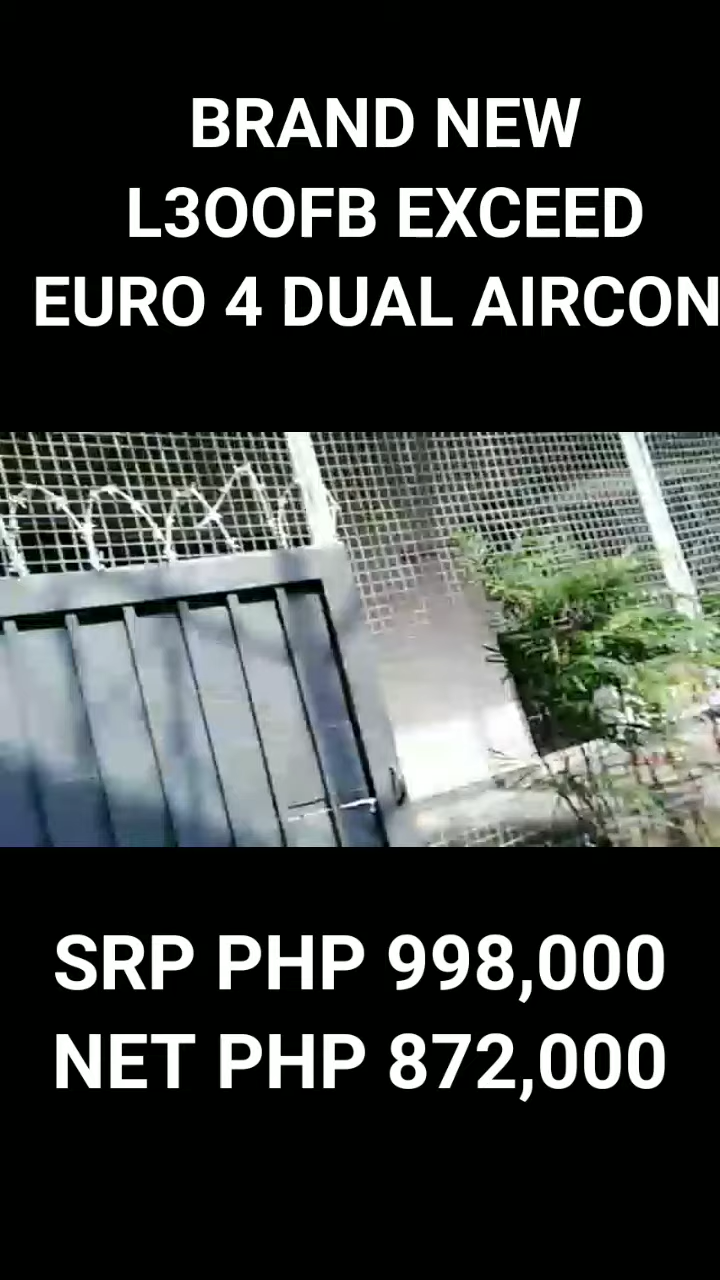 BRAND NEW
L3OOFB EXCEED
EURO 4 DUAL AIRCON
SRP PHP 998,000
NET PHP 872,000